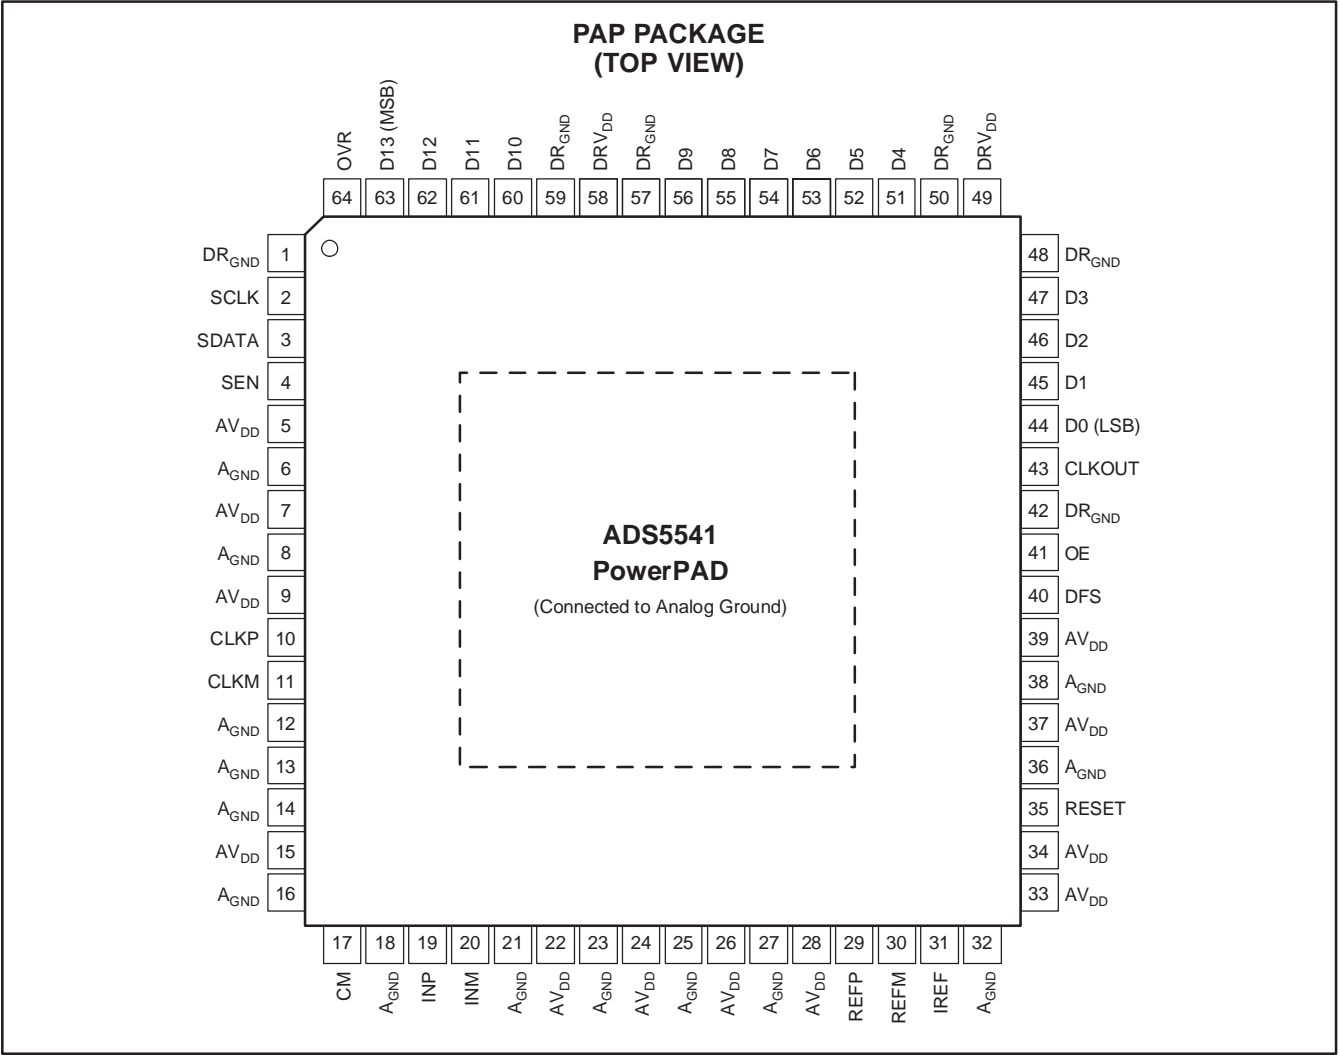 PAP PACKAGE
(TOP VIEW)
OVR
D13 (MSB)
D12
D11
D10
DRGND
DRVDD
DRGND
D9
D8
D7
D6
D5
D4
DRGND
DRVDD
64 63 62 61 60 59 58 57 56 55 54 53 52 51 50 49
DRGND 1
SCLK 2
SDATA 3
SEN 4
AVDD 5
AGND 6
AVDD 7
AGND 8
AVDD 9
CLKP 10
CLKM 11
AGND 12
AGND 13
AGND 14
AVDD 15
AGND 16
ADS5541
PowerPAD
(Connected to Analog Ground)
48 DRGND
47 D3
46 D2
45 D1
44 D0 (LSB)
43 CLKOUT
42 DRGND
41 OE
40 DFS
39 AVDD
38 AGND
37 AVDD
36 AGND
35 RESET
34 AVDD
33 AVDD
17 18 19 20 21 22 23 24 25 26 27 28 29 30 31 32
CM
AGND
INP
INM
AGND
AVDD
AGND
AVDD
AGND
AVDD
AGND
AVDD
REFP
REFM
IREF
AGND